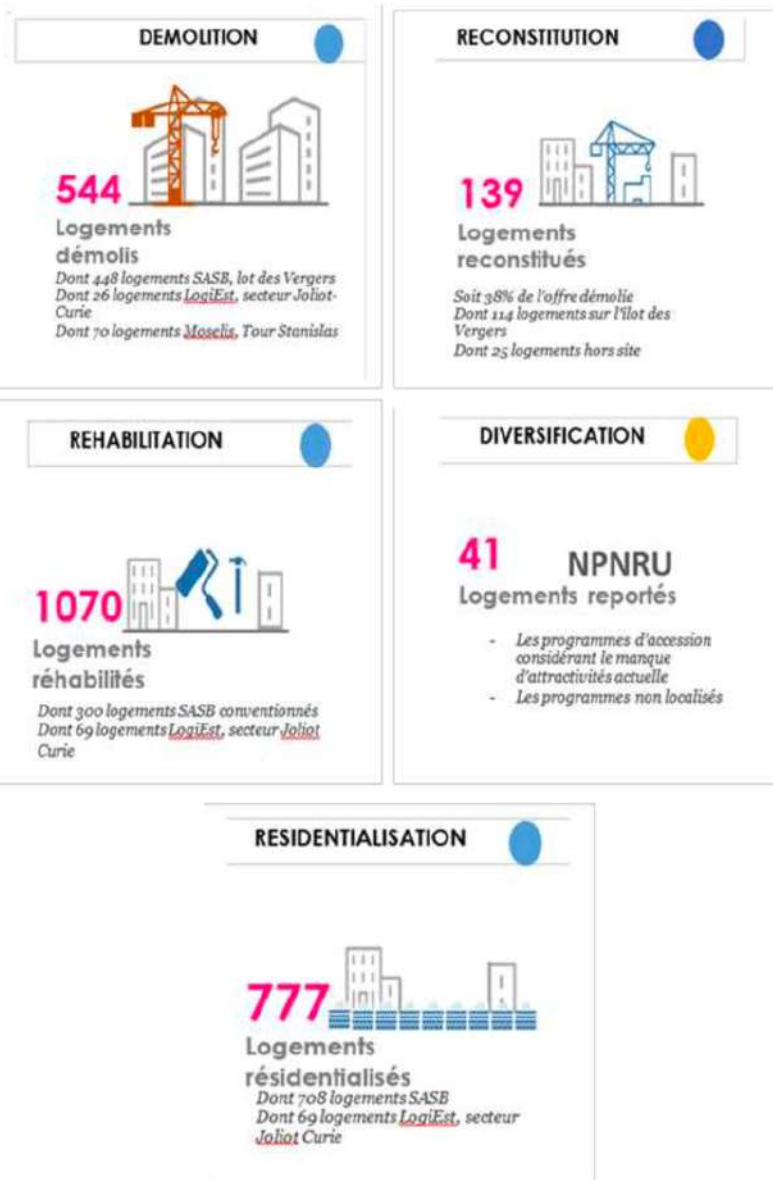 DEMOLITION
544
Logements
démolis
Dont 448 logements SASB, lot des Vergers
Dont 26 logements LogiEst, secteur Joliot-
Curie
Dont 70 logements Moselis, Tour Stanislas
RECONSTITUTION
139
Logements
reconstitués
Soit 38% de l'offre démolie
Dont 114 logements sur l'îlot des
Vergers
Dont 25 logements hors site
REHABILITATION
1070
Logements
réhabilités
Dont 300 logements SASB conventionnés
Dont 69 logements LogiEst, secteur Joliot
Curie
DIVERSIFICATION
41 NPNRU
Logements reportés
- Les programmes d'accession
considérant le manque
d'attractivités actuelle
- Les programmes non localisés
RESIDENTIALISATION
777
Logements
résidentialisés
Dont 708 logements SASB
Dont 69 logements LogiEst, secteur
Joliot Curie